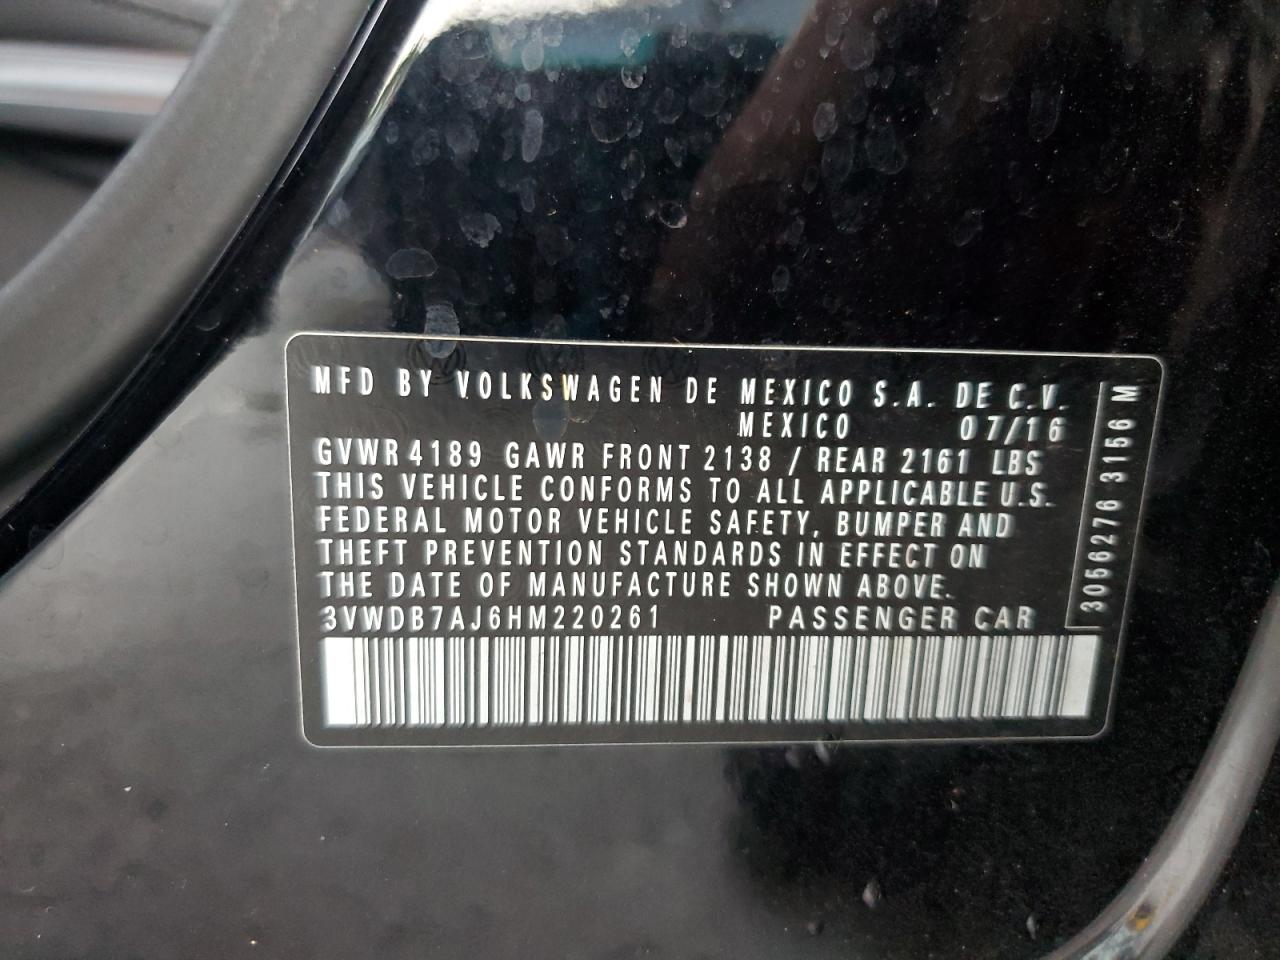 MFD BY VOLKSWAGEN DE MEXICO S.A. DE C.V.
MEXICO 07/16
GVWR 4189 GAWR FRONT 2138 / REAR 2161 LBS
THIS VEHICLE CONFORMS TO ALL APPLICABLE U.S.
FEDERAL MOTOR VEHICLE SAFETY, BUMPER AND
THEFT PREVENTION STANDARDS IN EFFECT ON
THE DATE OF MANUFACTURE SHOWN ABOVE.
3VWDB7AJ6HM220261 PASSENGER CAR
3056276 3156 M